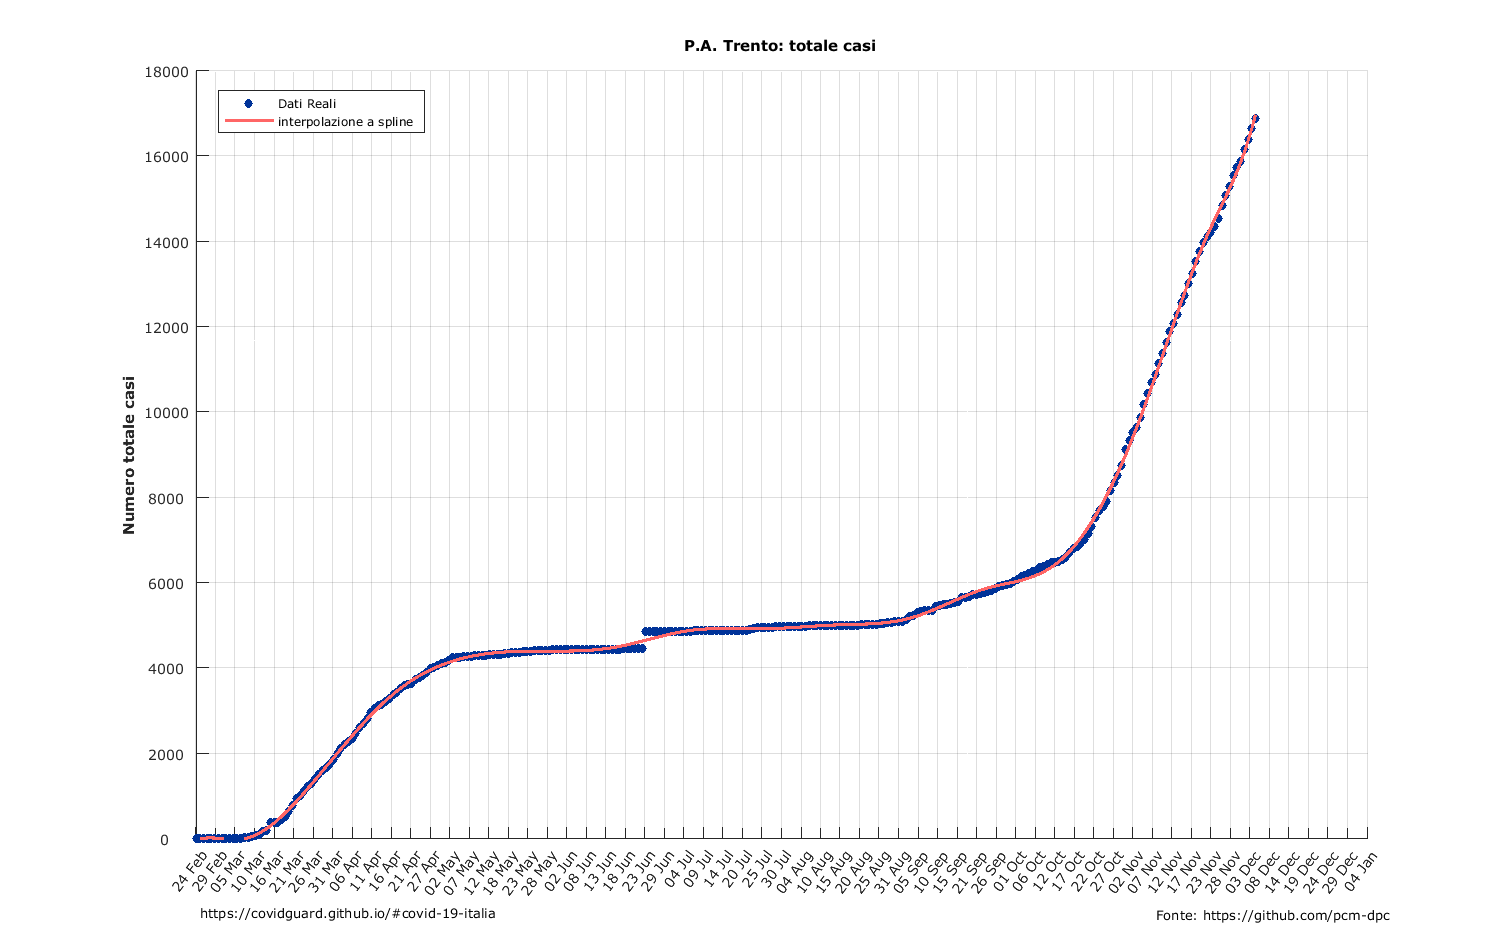 P.A. Trento: totale casi
Dati Reali
interpolazione a spline
Numero totale casi
18000
16000
14000
12000
10000
8000
6000
4000
2000
0
24 Feb
29 Feb
05 Mar
10 Mar
16 Mar
21 Mar
26 Mar
31 Mar
06 Apr
11 Apr
16 Apr
21 Apr
27 Apr
02 May
07 May
12 May
18 May
23 May
28 May
02 Jun
08 Jun
13 Jun
18 Jun
23 Jun
29 Jun
04 Jul
09 Jul
14 Jul
20 Jul
25 Jul
30 Jul
04 Aug
10 Aug
15 Aug
20 Aug
25 Aug
31 Aug
05 Sep
10 Sep
15 Sep
21 Sep
26 Sep
01 Oct
06 Oct
12 Oct
17 Oct
22 Oct
27 Oct
02 Nov
07 Nov
12 Nov
17 Nov
23 Nov
28 Nov
03 Dec
08 Dec
14 Dec
19 Dec
24 Dec
29 Dec
04 Jan
https://covidguard.github.io/#covid-19-italia
Fonte: https://github.com/pcm-dpc